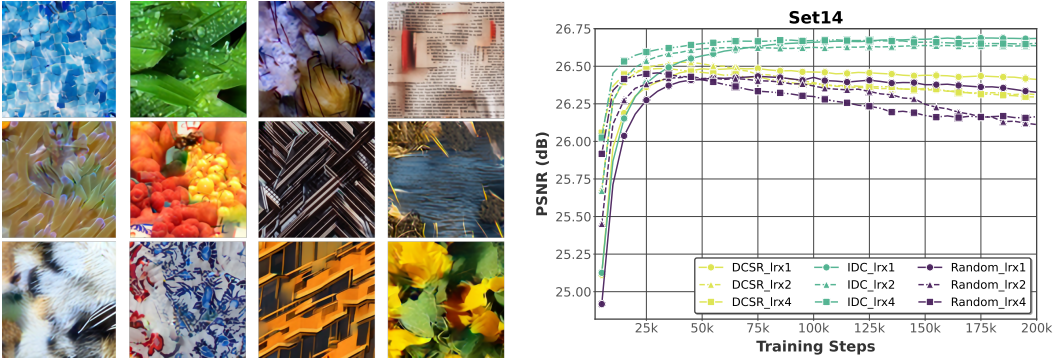 Set14
PSNR (dB)
26.75
26.50
26.25
26.00
25.75
25.50
25.25
25.00
DCSR_lrx1 IDC_lrx1 Random_lrx1
DCSR_lrx2 IDC_lrx2 Random_lrx2
DCSR_lrx4 IDC_lrx4 Random_lrx4
25k 50k 75k 100k 125k 150k 175k 200k
Training Steps